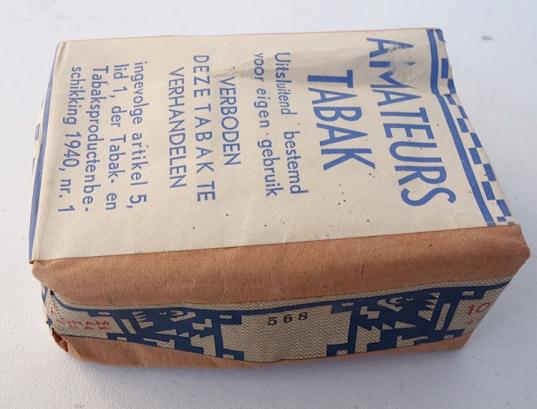 AMATEURS
TABAK
Uitsluitend bestemd
voor eigen gebruik
VERBODEN
DEZE TABAK TE
VERHANDELEN
ingevolge artikel 5,
lid 1, der Tabak- en
Tabaksproductenbe-
schikking 1940, nr. 1
568
10